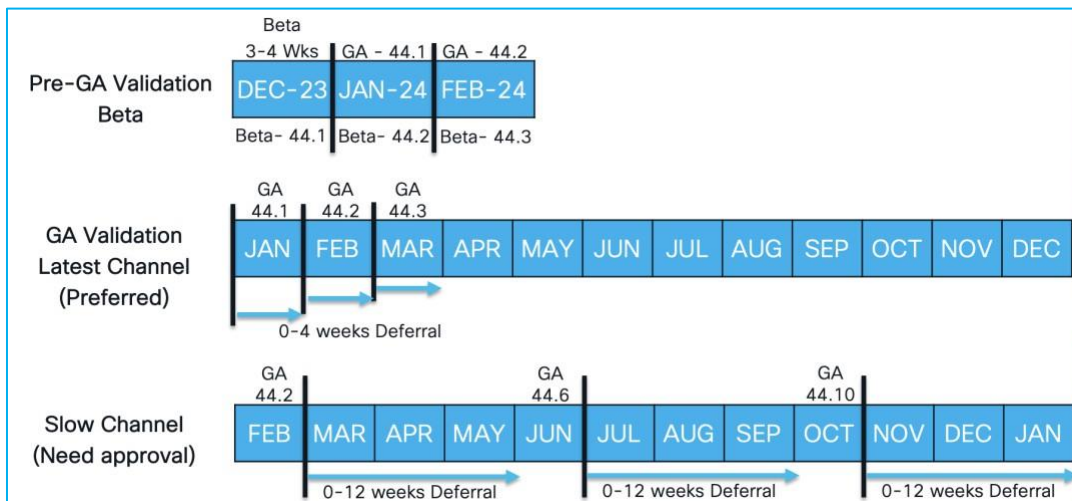 Beta
3-4 Wks GA - 44.1 GA - 44.2
Pre-GA Validation
Beta
DEC-23 JAN-24 FEB-24
Beta- 44.1 Beta- 44.2 Beta- 44.3
GA GA GA
44.1 44.2 44.3
GA Validation
Latest Channel
(Preferred)
JAN FEB MAR APR MAY JUN JUL AUG SEP OCT NOV DEC
0-4 weeks Deferral
GA GA GA
44.2 44.6 44.10
Slow Channel
(Need approval)
FEB MAR APR MAY JUN JUL AUG SEP OCT NOV DEC JAN
0-12 weeks Deferral 0-12 weeks Deferral 0-12 weeks Deferral